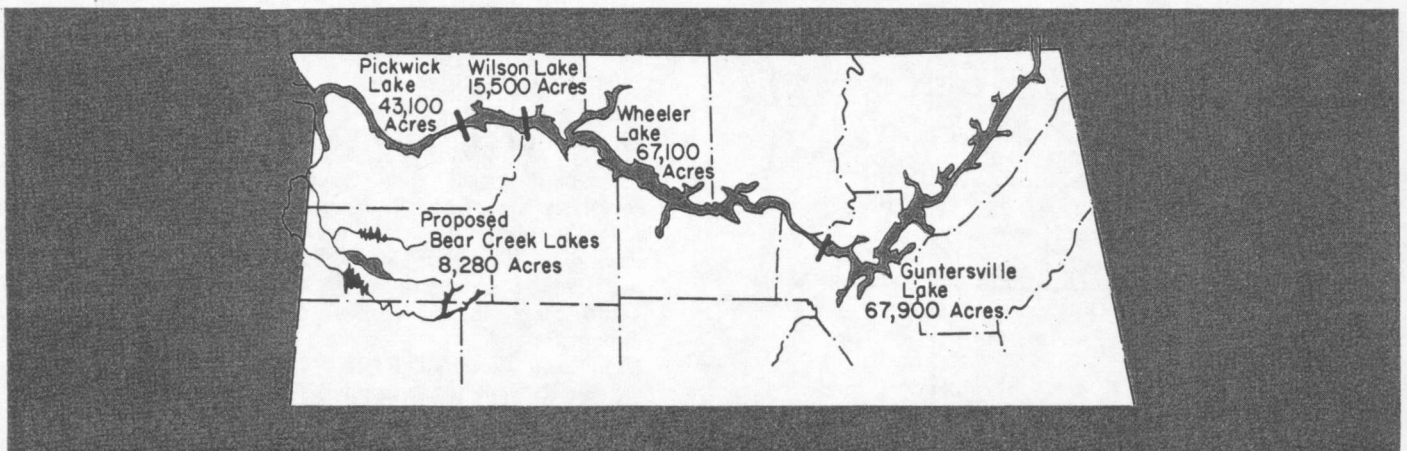 Pickwick
Lake
43,100
Acres
Wilson Lake
15,500 Acres
Wheeler
Lake
67,100
Acres
Proposed
Bear Creek Lakes
8,280 Acres
Guntersville
Lake
67,900 Acres.